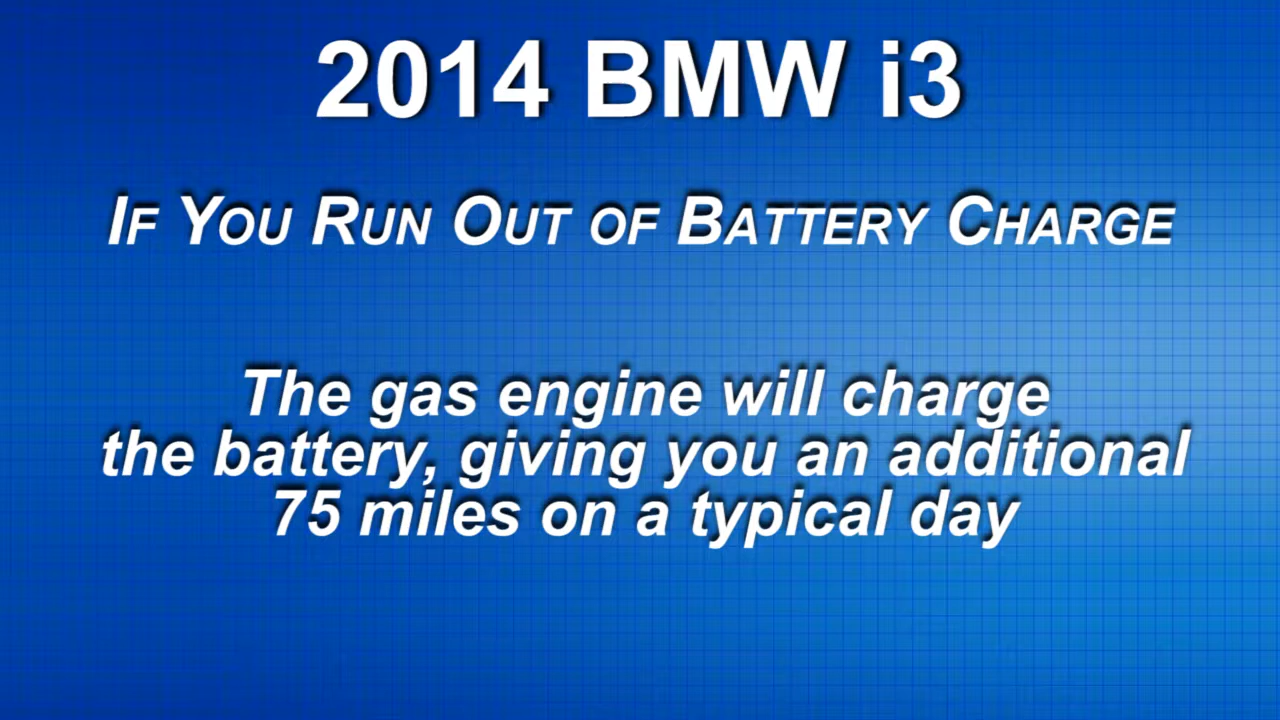 2014 BMW i3
IF YOU RUN OUT OF BATTERY CHARGE
The gas engine will charge
the battery, giving you an additional
75 miles on a typical day